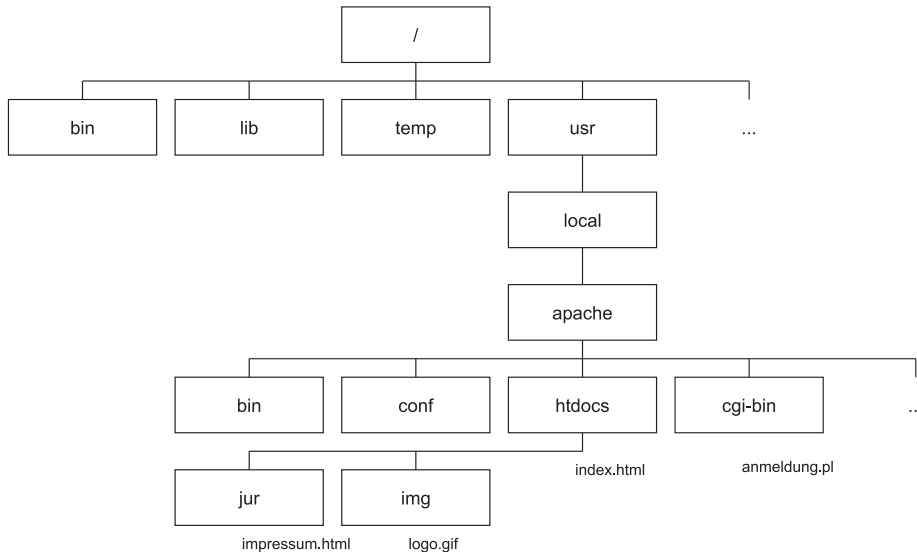 /
bin lib temp usr ...
local
apache
bin conf htdocs cgi-bin ..
index.html anmeldung.pl
jur img
impressum.html logo.gif